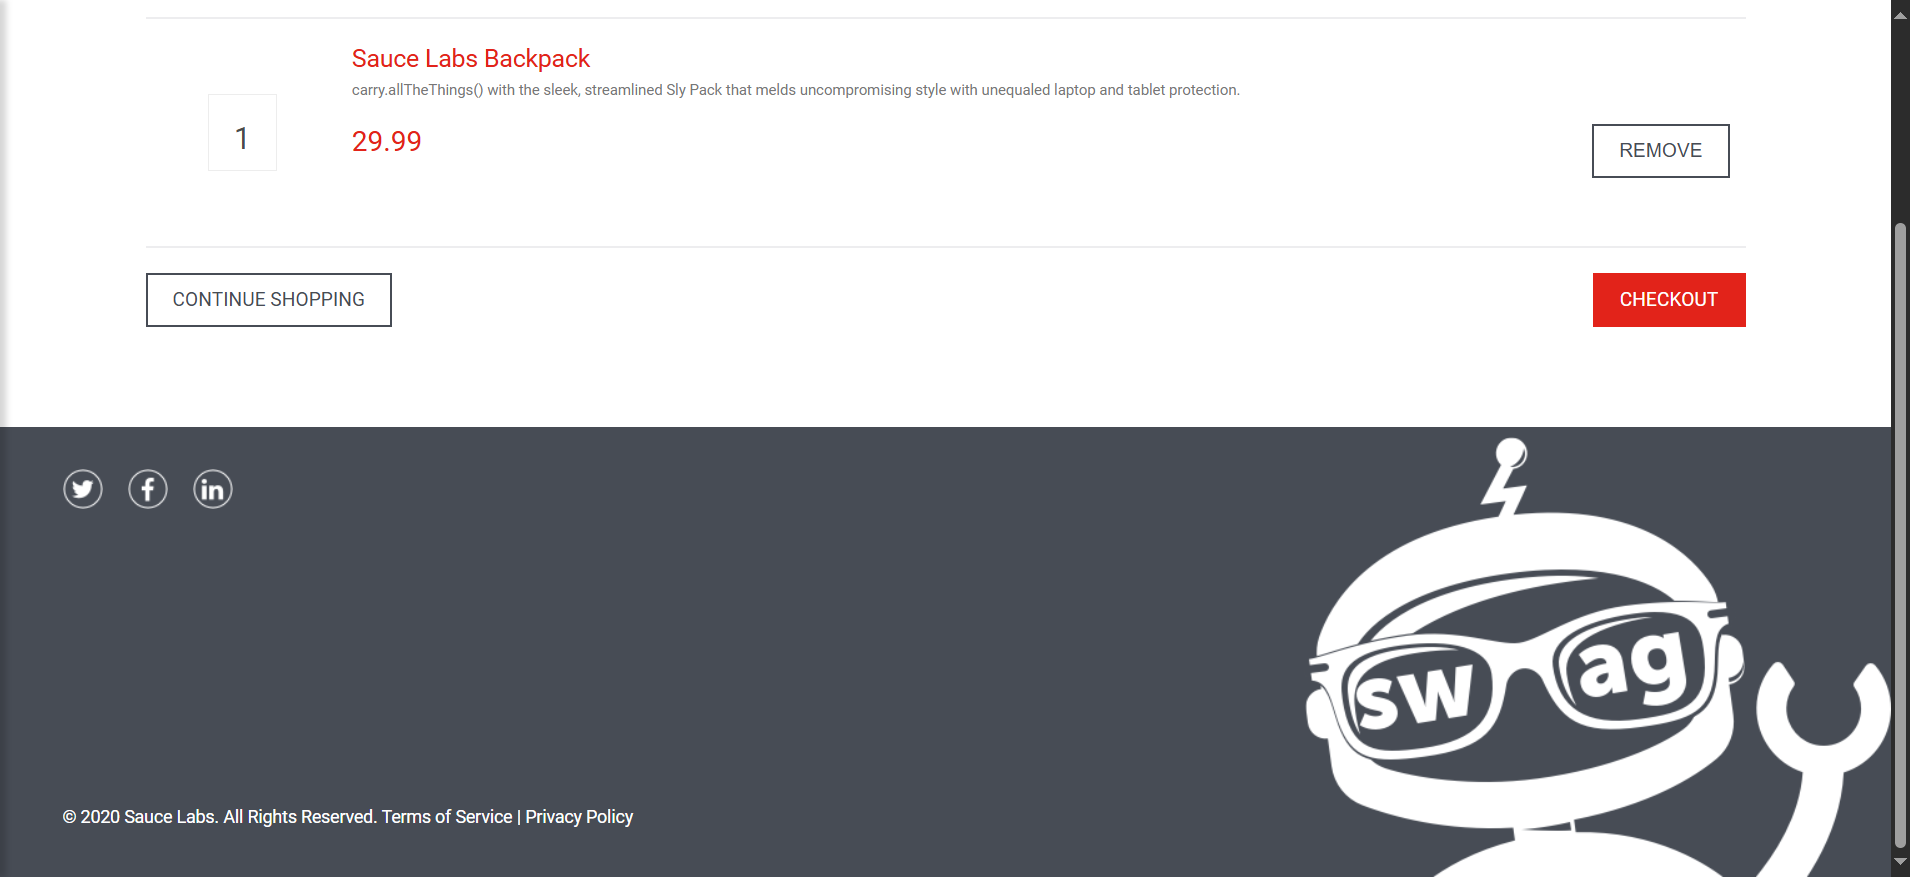 Sauce Labs Backpack
carry.allTheThings() with the sleek, streamlined Sly Pack that melds uncompromising style with unequaled laptop and tablet protection.
1
29.99
REMOVE
CONTINUE SHOPPING
CHECKOUT
swag
© 2020 Sauce Labs. All Rights Reserved. Terms of Service | Privacy Policy